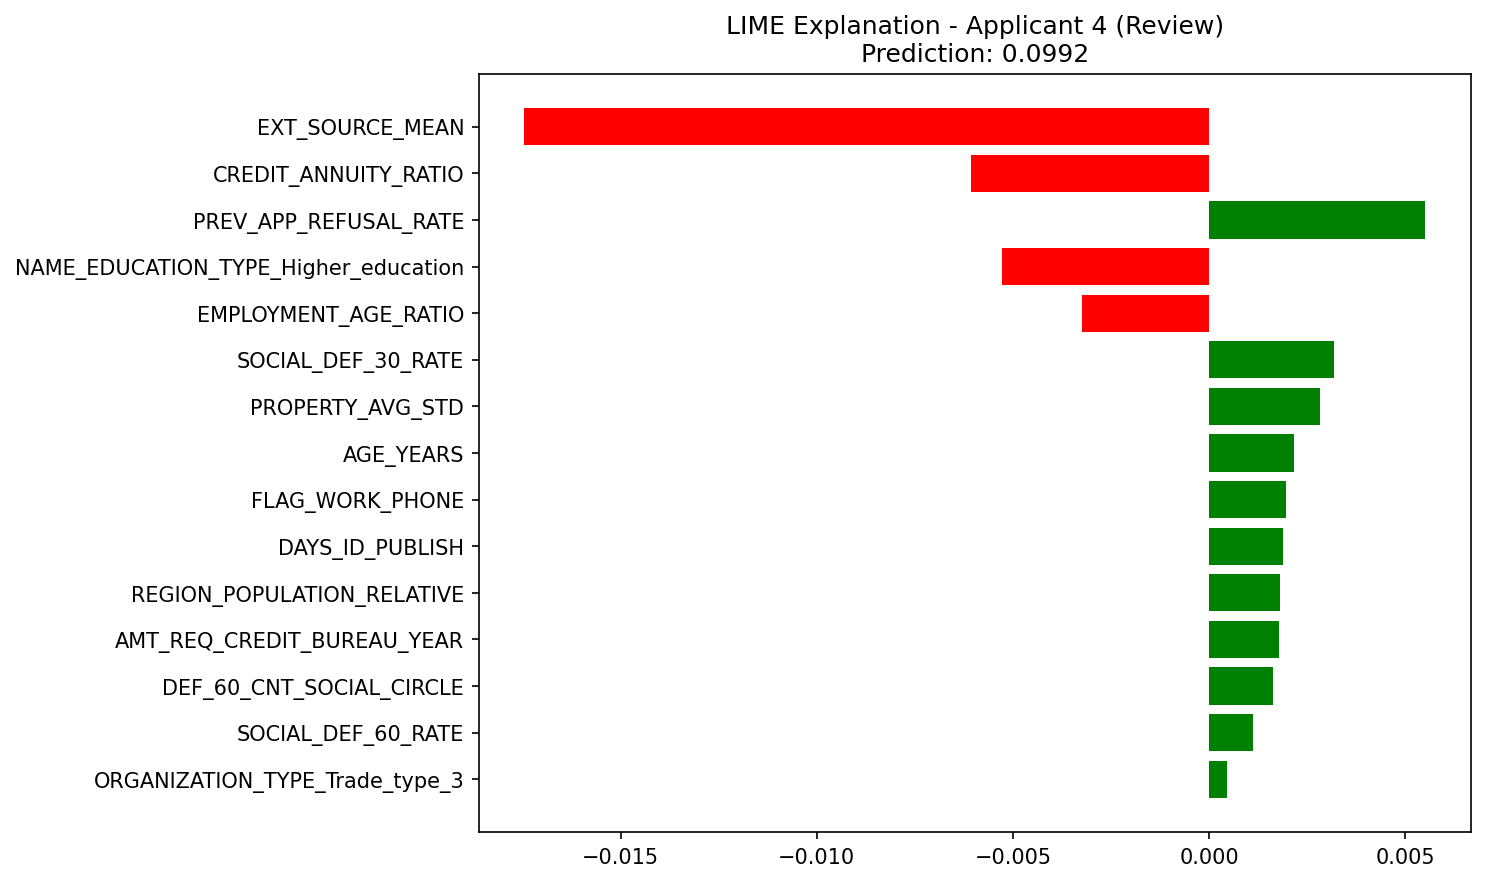 LIME Explanation - Applicant 4 (Review)
Prediction: 0.0992
EXT_SOURCE_MEAN
CREDIT_ANNUITY_RATIO
PREV_APP_REFUSAL_RATE
NAME_EDUCATION_TYPE_Higher_education
EMPLOYMENT_AGE_RATIO
SOCIAL_DEF_30_RATE
PROPERTY_AVG_STD
AGE_YEARS
FLAG_WORK_PHONE
DAYS_ID_PUBLISH
REGION_POPULATION_RELATIVE
AMT_REQ_CREDIT_BUREAU_YEAR
DEF_60_CNT_SOCIAL_CIRCLE
SOCIAL_DEF_60_RATE
ORGANIZATION_TYPE_Trade_type_3
−0.015 −0.010 −0.005 0.000 0.005